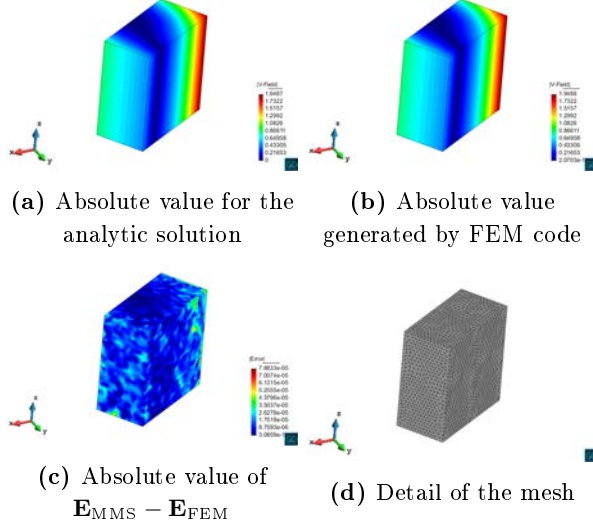 |V-Field|
1.9487
1.7322
1.5157
1.2992
1.0826
0.86611
0.64958
0.43305
0.21653
0
x
z
y
|V-Field|
1.7322
1.5157
1.2992
1.0826
0.86611
0.64958
0.43305
0.21653
x
z
y
(a) Absolute value for the
analytic solution
(b) Absolute value
generated by FEM code
|Error|
x
z
y
x
z
y
(c) Absolute value of
E_MMS − E_FEM
(d) Detail of the mesh